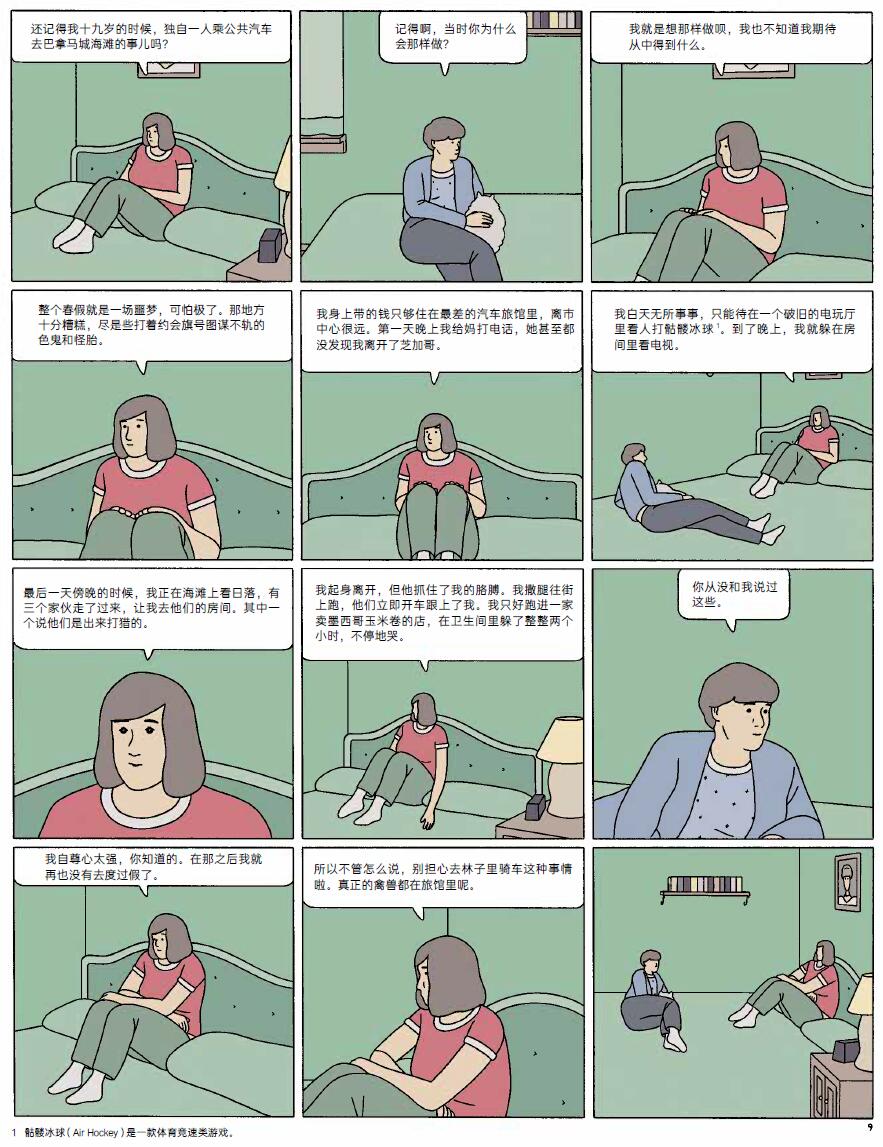 还记得我十九岁的时候，独自一人乘公共汽车
去巴拿马城海滩的事儿吗？
记得啊，当时你为什么
会那样做？
我就是想那样做呗，我也不知道我期待
从中得到什么。
整个春假就是一场噩梦，可怕极了。那地方
十分糟糕，尽是些打着约会旗号图谋不轨的
色鬼和怪胎。
我身上带的钱只够住在最差的汽车旅馆里，离市
中心很远。第一天晚上我给妈打电话，她甚至都
没发现我离开了芝加哥。
我白天无所事事，只能待在一个破旧的电玩厅
里看人打骷髅冰球1。到了晚上，我就躲在房
间里看电视。
最后一天傍晚的时候，我正在海滩上看日落，有
三个家伙走了过来，让我去他们的房间。其中一
个说他们是出来打猎的。
我起身离开，但他抓住了我的胳膊。我撒腿往街
上跑，他们立即开车跟上了我。我只好跑进一家
卖墨西哥玉米卷的店，在卫生间里躲了整整两个
小时，不停地哭。
你从没和我说过
这些。
我自尊心太强，你知道的。在那之后我就
再也没有去度过假了。
所以不管怎么说，别担心去林子里骑车这种事情
啦。真正的禽兽都在旅馆里呢。
1 骷髅冰球（Air Hockey）是一款体育竞速类游戏。
9